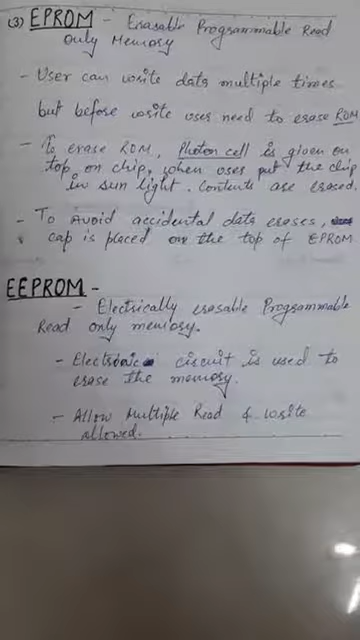 (3) EPROM - Erasable Programmable Read
Only Memory
- User can write data multiple times
but before write user need to erase ROM
- To erase ROM, Photon cell is given on
top on chip, when user put the chip
in sun light. Contents are erased.
- To Avoid accidental data erases,
cap is placed on the top of EPROM
EEPROM -
- Electrically erasable Programmable
Read only memory.
- Electronic circuit is used to
erase the memory.
- Allow Multiple Read & write
allowed.